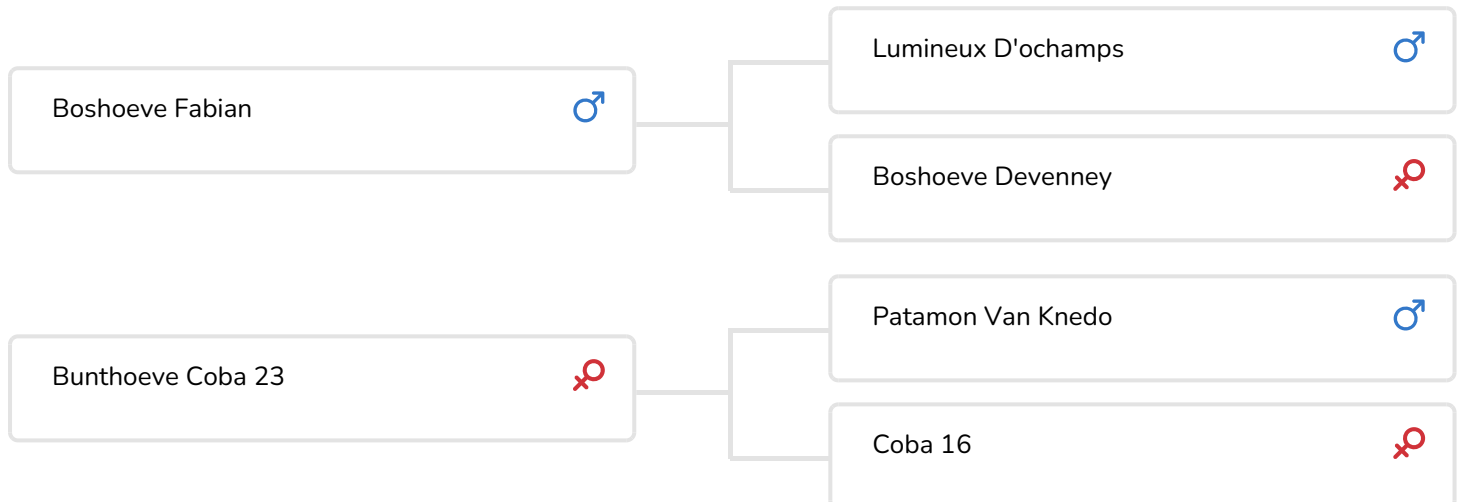 Lumineux D'ochamps
Boshoeve Fabian
Boshoeve Devenney
Patamon Van Knedo
Bunthoeve Coba 23
Coba 16